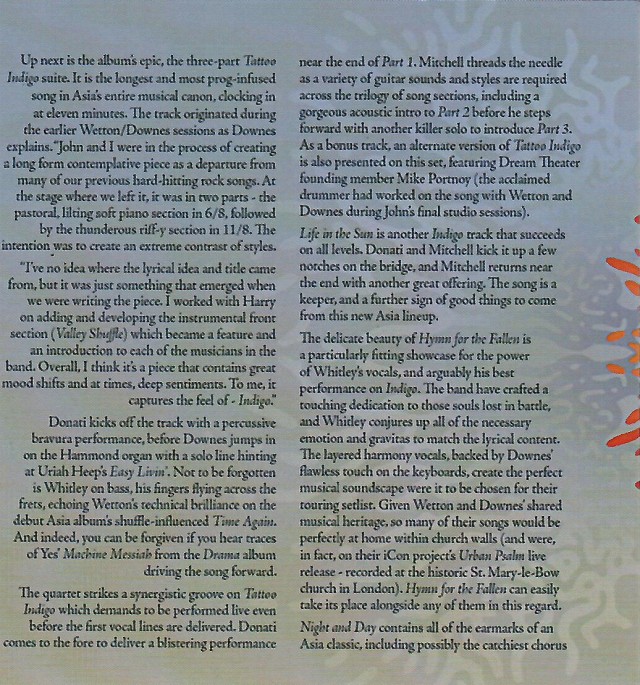 Up next is the album's epic, the three-part Tattoo
Indigo suite. It is the longest and most prog-infused
song in Asia's entire musical canon, clocking in
at eleven minutes. The track originated during
the earlier Wetton/Downes sessions as Downes
explains. "John and I were in the process of creating
a long form contemplative piece as a departure from
many of our previous hard-hitting rock songs. At
the stage where we left it, it was in two parts - the
pastoral, lilting soft piano section in 6/8, followed
by the thunderous riff-y section in 11/8. The
intention was to create an extreme contrast of styles.
"I've no idea where the lyrical idea and title came
from, but it was just something that emerged when
we were writing the piece. I worked with Harry
on adding and developing the instrumental front
section (Valley Shuffle) which became a feature and
an introduction to each of the musicians in the
band. Overall, I think it's a piece that contains great
mood shifts and at times, deep sentiments. To me, it
captures the feel of - Indigo."
Donati kicks off the track with a percussive
bravura performance, before Downes jumps in
on the Hammond organ with a solo line hinting
at Uriah Heep's Easy Livin'. Not to be forgotten
is Whitley on bass, his fingers flying across the
frets, echoing Wetton's technical brilliance on the
debut Asia album's shuffle-influenced Time Again.
And indeed, you can be forgiven if you hear traces
of Yes' Machine Messiah from the Drama album
driving the song forward.
The quartet strikes a synergistic groove on Tattoo
Indigo which demands to be performed live even
before the first vocal lines are delivered. Donati
comes to the fore to deliver a blistering performance
near the end of Part 1. Mitchell threads the needle
as a variety of guitar sounds and styles are required
across the trilogy of song sections, including a
gorgeous acoustic intro to Part 2 before he steps
forward with another killer solo to introduce Part 3.
As a bonus track, an alternate version of Tattoo Indigo
is also presented on this set, featuring Dream Theater
founding member Mike Portnoy (the acclaimed
drummer had worked on the song with Wetton and
Downes during John's final studio sessions).
Life in the Sun is another Indigo track that succeeds
on all levels. Donati and Mitchell kick it up a few
notches on the bridge, and Mitchell returns near
the end with another great offering. The song is a
keeper, and a further sign of good things to come
from this new Asia lineup.
The delicate beauty of Hymn for the Fallen is
a particularly fitting showcase for the power
of Whitley's vocals, and arguably his best
performance on Indigo. The band have crafted a
touching dedication to those souls lost in battle,
and Whitley conjures up all of the necessary
emotion and gravitas to match the lyrical content.
The layered harmony vocals, backed by Downes'
flawless touch on the keyboards, create the perfect
musical soundscape were it to be chosen for their
touring setlist. Given Wetton and Downes' shared
musical heritage, so many of their songs would be
perfectly at home within church walls (and were,
in fact, on their iCon project's Urban Psalm live
release - recorded at the historic St. Mary-le-Bow
church in London). Hymn for the Fallen can easily
take its place alongside any of them in this regard.
Night and Day contains all of the earmarks of an
Asia classic, including possibly the catchiest chorus